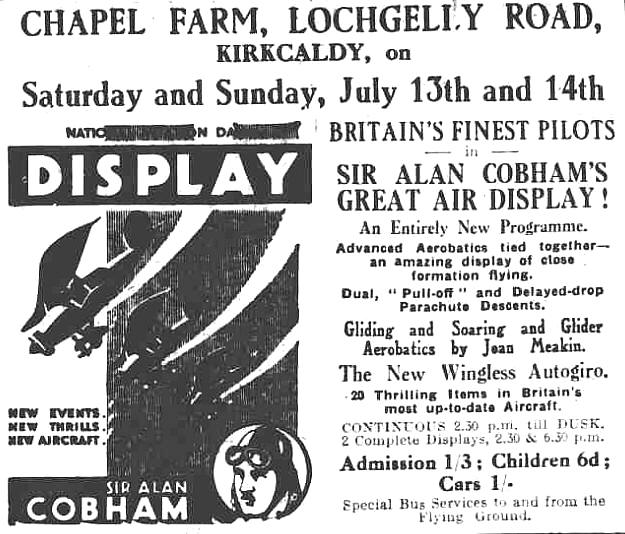 CHAPEL FARM, LOCHGELLY ROAD,
KIRKCALDY, on
Saturday and Sunday, July 13th and 14th
DISPLAY
NEW EVENTS.
NEW THRILLS.
NEW AIRCRAFT.
SIR ALAN
COBHAM
BRITAIN'S FINEST PILOTS
in
SIR ALAN COBHAM'S
GREAT AIR DISPLAY!
An Entirely New Programme.
Advanced Aerobatics tied together—
an amazing display of close
formation flying.
Dual, "Pull-off" and Delayed-drop
Parachute Descents.
Gliding and Soaring and Glider
Aerobatics by Joan Meakin.
The New Wingless Autogiro.
20 Thrilling Items in Britain's
most up-to-date Aircraft.
CONTINUOUS 2.30 p.m. till DUSK.
2 Complete Displays, 2.30 & 6.30 p.m.
Admission 1/3; Children 6d;
Cars 1/-
Special Bus Services to and from the
Flying Ground.